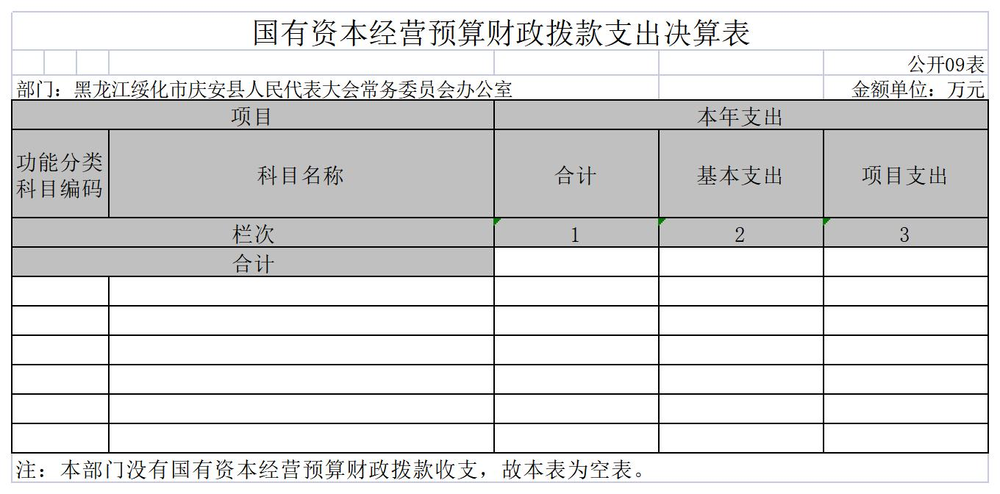 国有资本经营预算财政拨款支出决算表
公开09表
部门：黑龙江绥化市庆安县人民代表大会常务委员会办公室 金额单位：万元
项目 本年支出
功能分类
科目编码 科目名称 合计 基本支出 项目支出
栏次 1 2 3
合计
注：本部门没有国有资本经营预算财政拨款收支，故本表为空表。